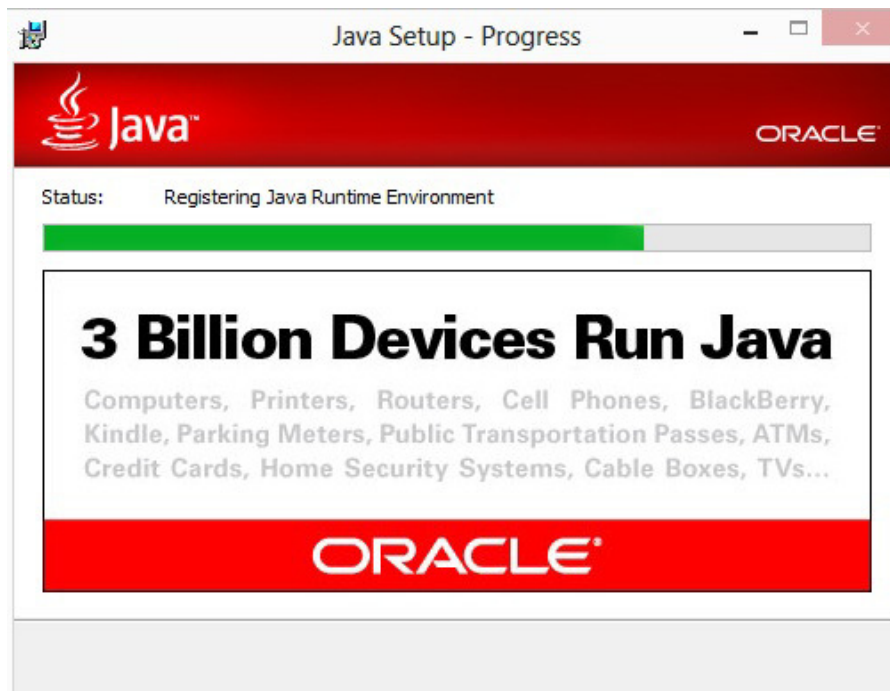 Java Setup - Progress
Java™
ORACLE®
Status: Registering Java Runtime Environment
3 Billion Devices Run Java
Computers, Printers, Routers, Cell Phones, BlackBerry,
Kindle, Parking Meters, Public Transportation Passes, ATMs,
Credit Cards, Home Security Systems, Cable Boxes, TVs...
ORACLE®